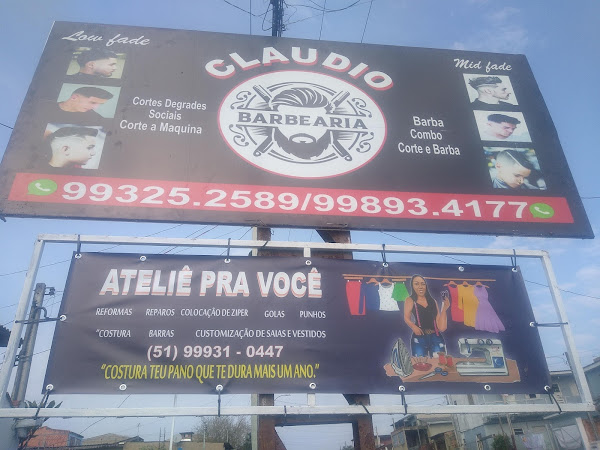 Low fade
CLAUDIO
Mid fade
Cortes Degrades
Sociais
Corte a Maquína
BARBEARIA
Barba
Combo
Corte e Barba
99325.2589/99893.4177
ATELIÊ PRA VOCÊ
REFORMAS REPAROS COLOCAÇÃO DE ZIPER GOLAS PUNHOS
"COSTURA BARRAS CUSTOMIZAÇÃO DE SAIAS E VESTIDOS
(51) 99931 - 0447
"COSTURA TEU PANO QUE TE DURA MAIS UM ANO."